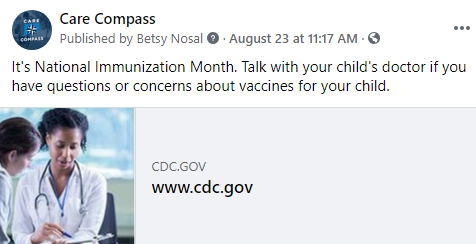 CARE
COMPASS
Care Compass
Published by Betsy Nosal ? · August 23 at 11:17 AM ·
It's National Immunization Month. Talk with your child's doctor if you
have questions or concerns about vaccines for your child.
CDC.GOV
www.cdc.gov